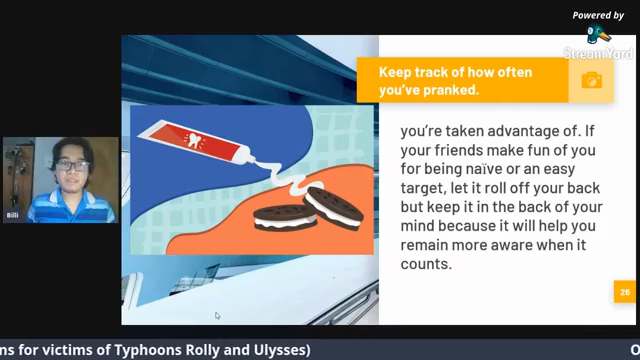 Powered by
StreamYard
Keep track of how often
you've pranked.
you're taken advantage of. If
your friends make fun of you
for being naïve or an easy
target, let it roll off your back
but keep it in the back of your
mind because it will help you
remain more aware when it
counts.
Billi
26
ns for victims of Typhoons Rolly and Ulysses)
O